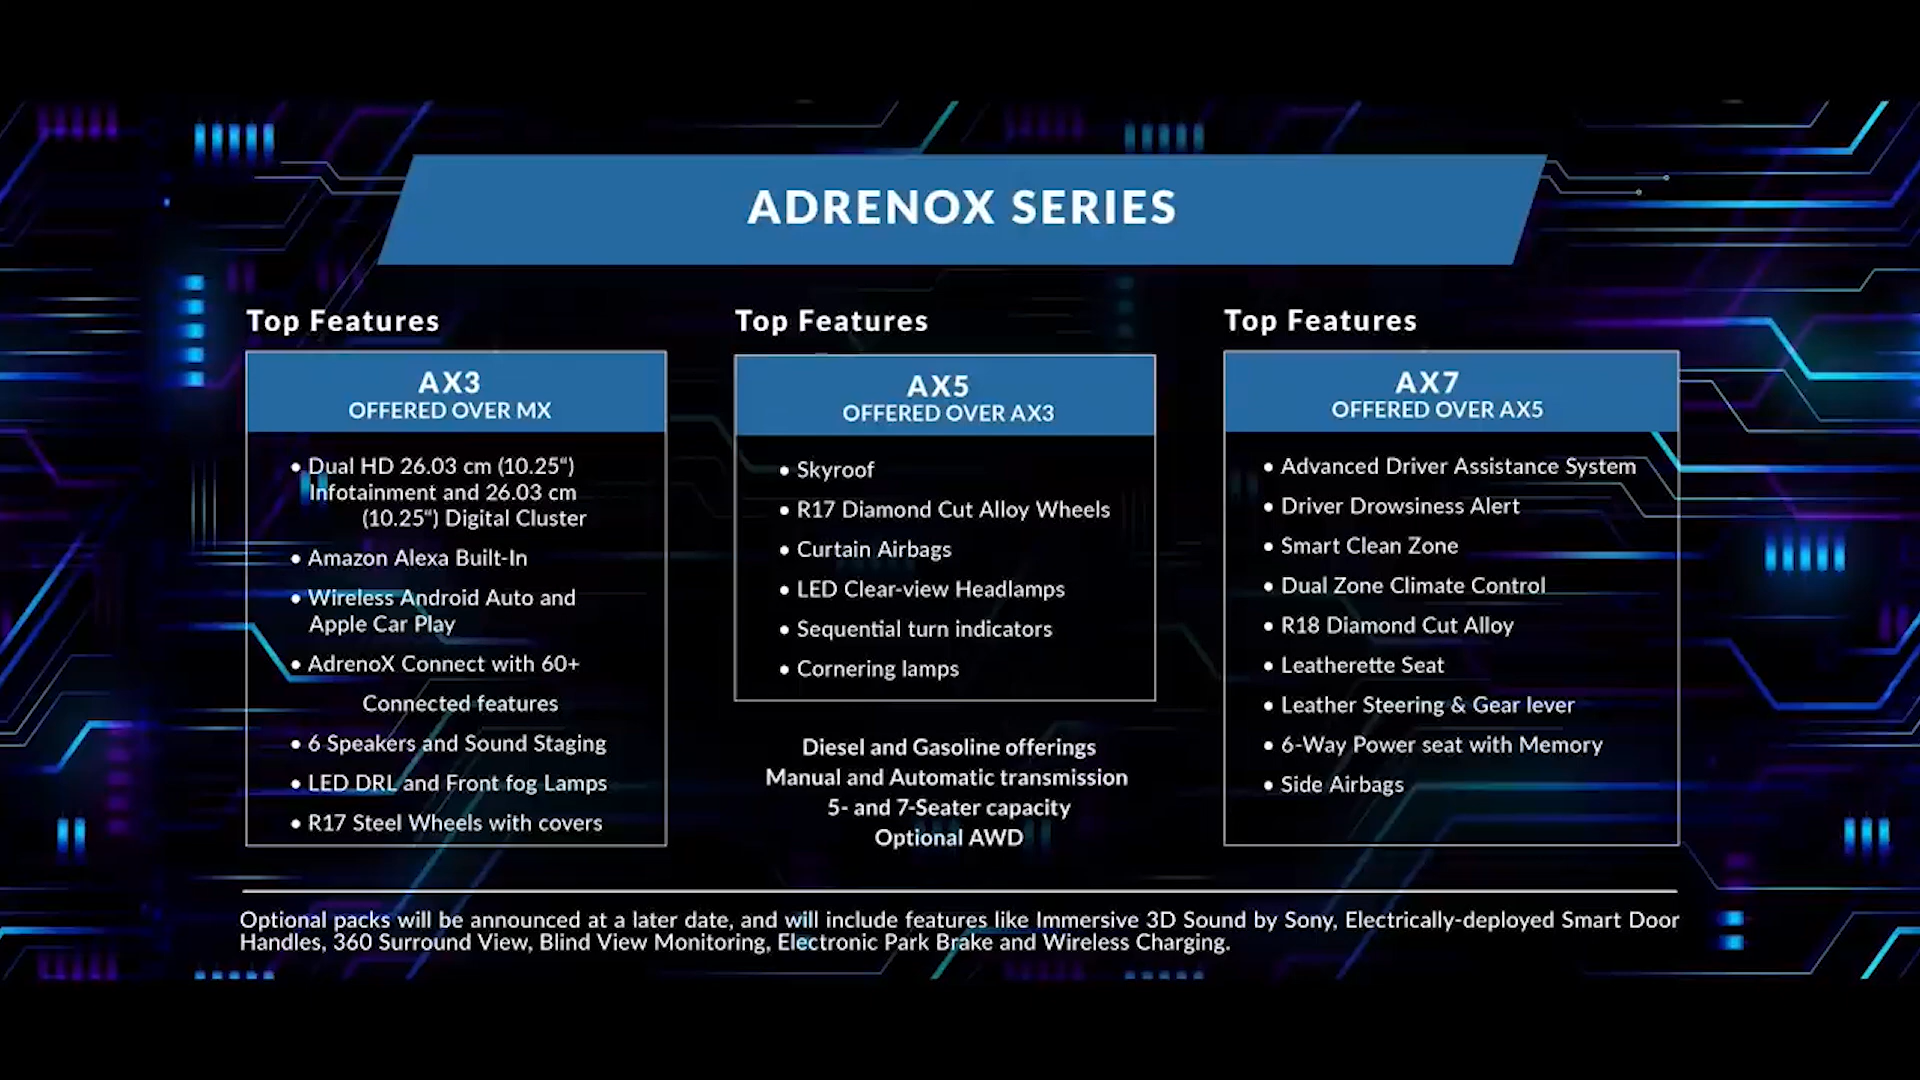 ADRENOX SERIES
Top Features
AX3
OFFERED OVER MX
• Dual HD 26.03 cm (10.25“)
Infotainment and 26.03 cm
(10.25“) Digital Cluster
• Amazon Alexa Built-In
• Wireless Android Auto and
Apple Car Play
• AdrenoX Connect with 60+
Connected features
• 6 Speakers and Sound Staging
• LED DRL and Front fog Lamps
• R17 Steel Wheels with covers
Top Features
AX5
OFFERED OVER AX3
• Skyroof
• R17 Diamond Cut Alloy Wheels
• Curtain Airbags
• LED Clear-view Headlamps
• Sequential turn indicators
• Cornering lamps
Diesel and Gasoline offerings
Manual and Automatic transmission
5- and 7-Seater capacity
Optional AWD
Top Features
AX7
OFFERED OVER AX5
• Advanced Driver Assistance System
• Driver Drowsiness Alert
• Smart Clean Zone
• Dual Zone Climate Control
• R18 Diamond Cut Alloy
• Leatherette Seat
• Leather Steering & Gear lever
• 6-Way Power seat with Memory
• Side Airbags
Optional packs will be announced at a later date, and will include features like Immersive 3D Sound by Sony, Electrically-deployed Smart Door
Handles, 360 Surround View, Blind View Monitoring, Electronic Park Brake and Wireless Charging.